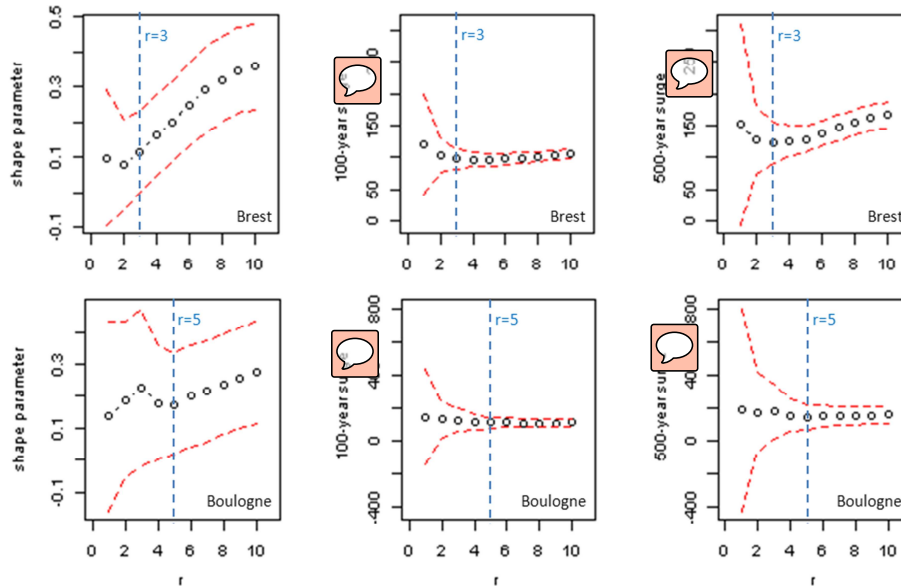 shape parameter
0.5
0.3
0.1
-0.1
r=3
Brest
0 2 4 6 8 10
100-year
150
50
0
r=3
Brest
0 2 4 6 8 10
500-year surge
150
50
0
r=3
Brest
0 2 4 6 8 10
shape parameter
0.3
0.1
-0.1
r=5
Boulogne
0 2 4 6 8 10
r
100-year surge
800
0
-400
r=5
Boulogne
0 2 4 6 8 10
r
500-year surge
800
400
0
-400
r=5
Boulogne
0 2 4 6 8 10
r